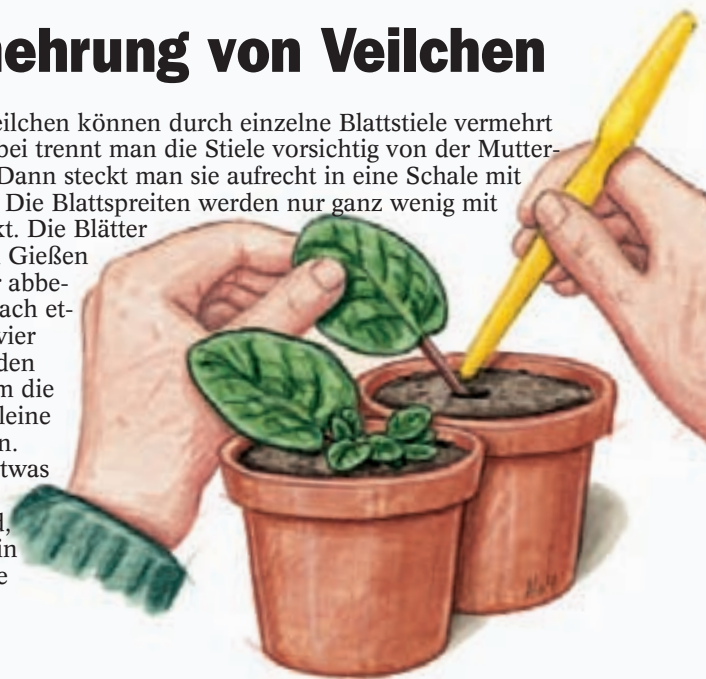 ehrung von Veilchen
eilchen können durch einzelne Blattstiele vermehrt
bei trennt man die Stiele vorsichtig von der Mutter-
Dann steckt man sie aufrecht in eine Schale mit
Die Blattspreiten werden nur ganz wenig mit
kt. Die Blätter
Gießen
abbe-
ach et-
vier
den
m die
leine
n.
twas
d,
in
e